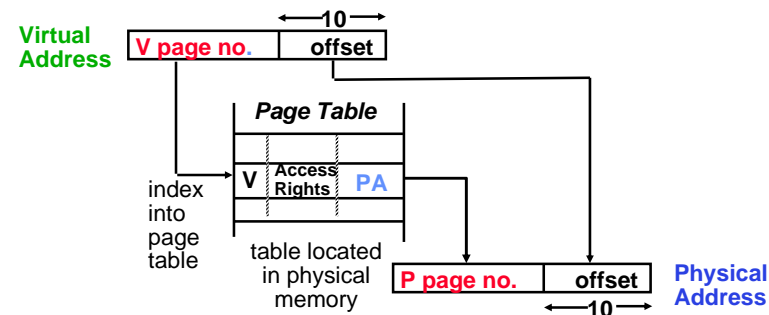 10
Virtual
Address
V page no.
offset
Page Table
V
Access
Rights
PA
index
into
page
table
table located
in physical
memory
P page no.
offset
Physical
Address
10